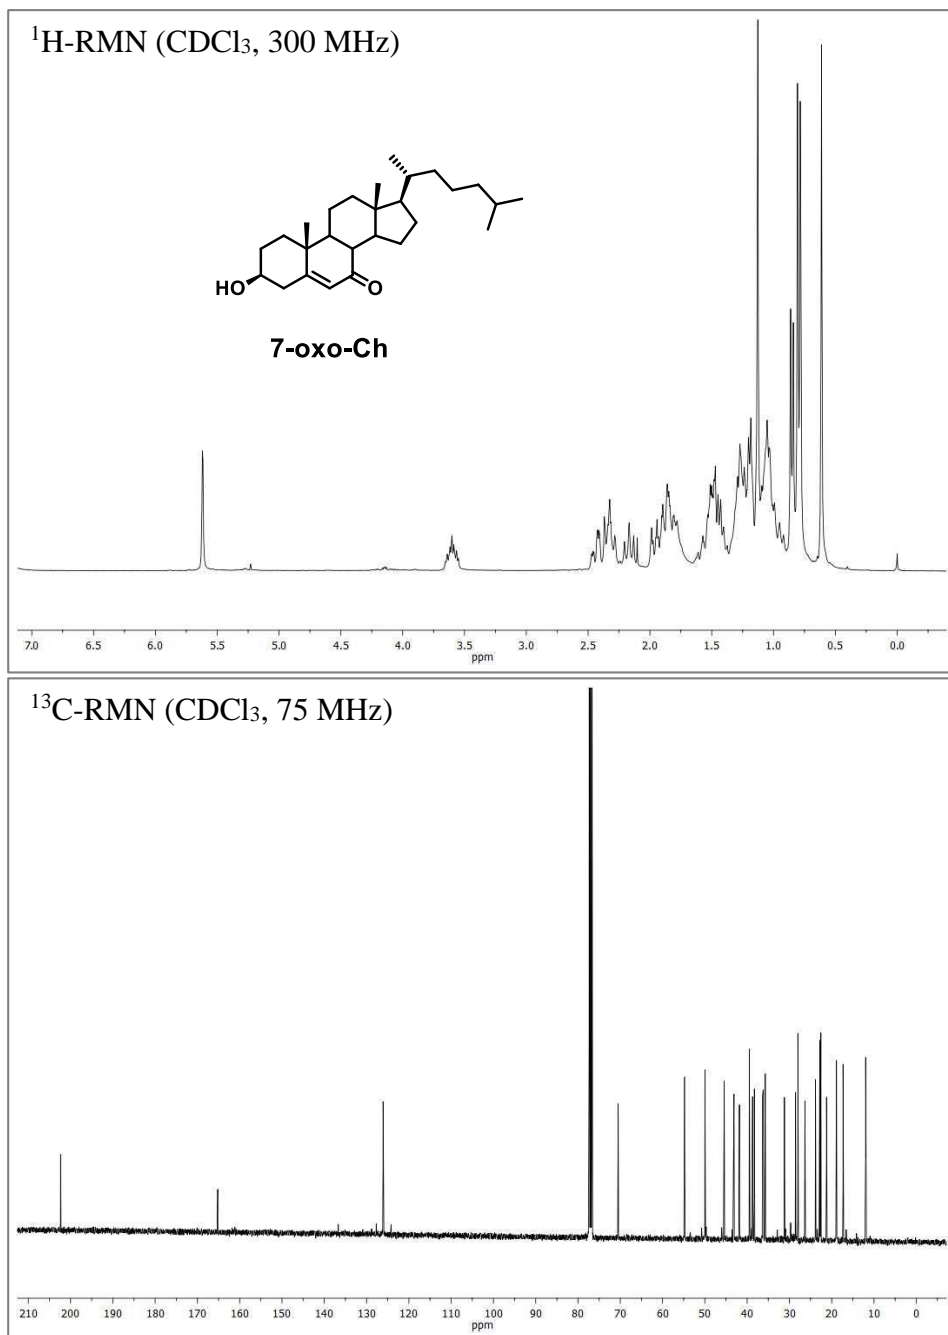 ¹H-RMN (CDCl₃, 300 MHz)
HO
O
7-oxo-Ch
7.0 6.5 6.0 5.5 5.0 4.5 4.0 3.5 3.0 2.5 2.0 1.5 1.0 0.5 0.0
ppm
¹³C-RMN (CDCl₃, 75 MHz)
210 200 190 180 170 160 150 140 130 120 110 100 90 80 70 60 50 40 30 20 10 0
ppm